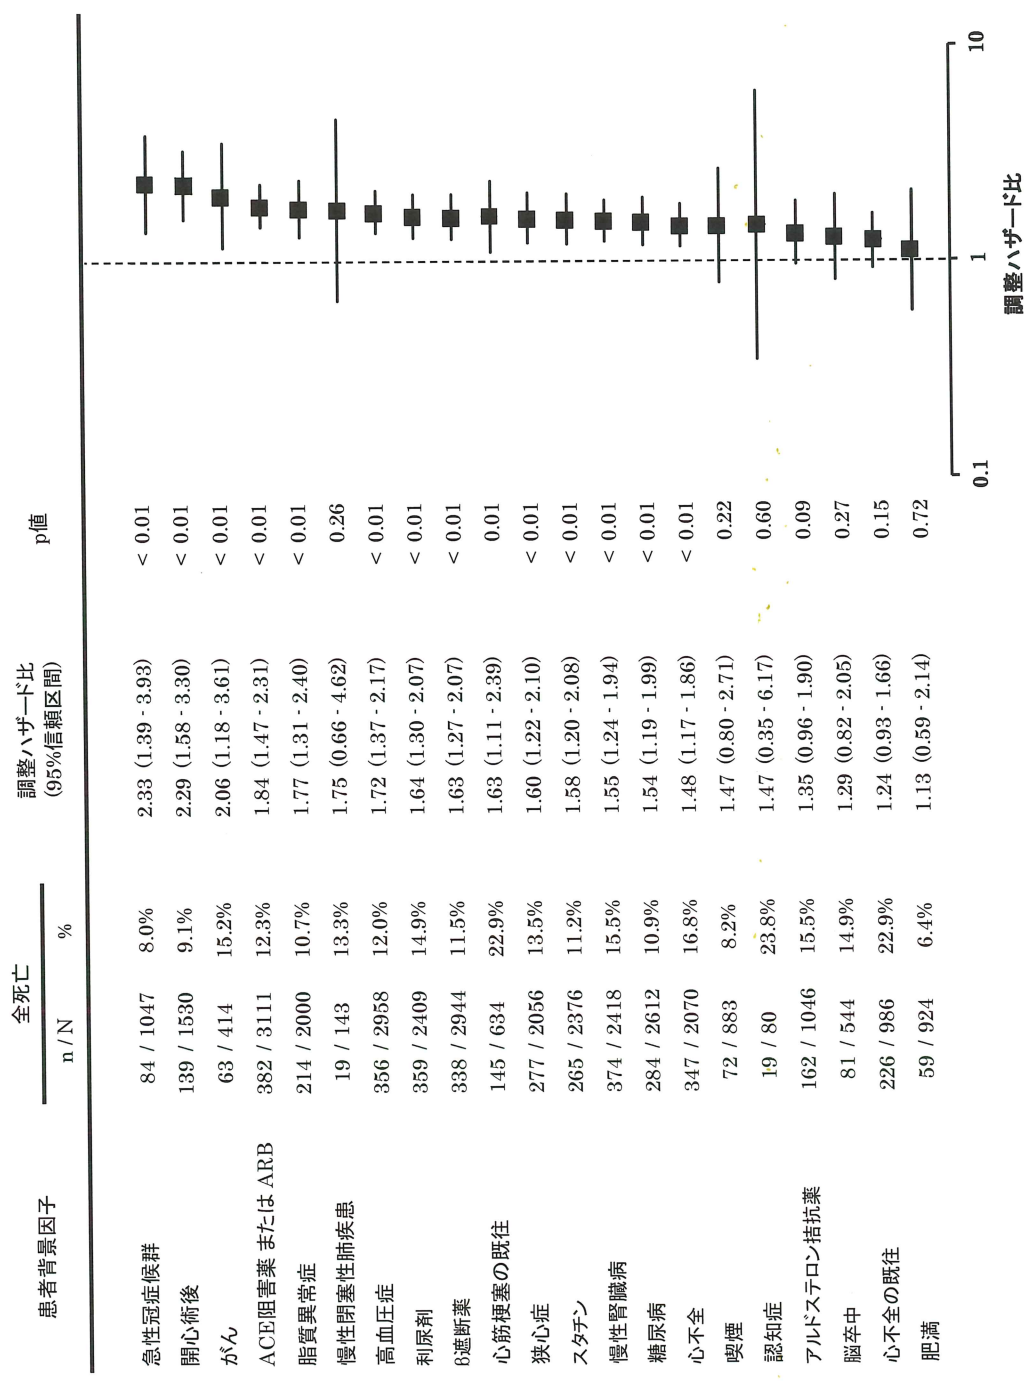 全死亡
調整ハザード比
患者背景因子 n / N % (95%信頼区間) p値
急性冠症候群 84 / 1047 8.0% 2.33 (1.39 - 3.93) < 0.01
開心術後 139 / 1530 9.1% 2.29 (1.58 - 3.30) < 0.01
がん 63 / 414 15.2% 2.06 (1.18 - 3.61) < 0.01
ACE阻害薬 または ARB 382 / 3111 12.3% 1.84 (1.47 - 2.31) < 0.01
脂質異常症 214 / 2000 10.7% 1.77 (1.31 - 2.40) < 0.01
慢性閉塞性肺疾患 19 / 143 13.3% 1.75 (0.66 - 4.62) 0.26
高血圧症 356 / 2958 12.0% 1.72 (1.37 - 2.17) < 0.01
利尿剤 359 / 2409 14.9% 1.64 (1.30 - 2.07) < 0.01
β遮断薬 338 / 2944 11.5% 1.63 (1.27 - 2.07) < 0.01
心筋梗塞の既往 145 / 634 22.9% 1.63 (1.11 - 2.39) 0.01
狭心症 277 / 2056 13.5% 1.60 (1.22 - 2.10) < 0.01
スタチン 265 / 2376 11.2% 1.58 (1.20 - 2.08) < 0.01
慢性腎臓病 374 / 2418 15.5% 1.55 (1.24 - 1.94) < 0.01
糖尿病 284 / 2612 10.9% 1.54 (1.19 - 1.99) < 0.01
心不全 347 / 2070 16.8% 1.48 (1.17 - 1.86) < 0.01
喫煙 72 / 883 8.2% 1.47 (0.80 - 2.71) 0.22
認知症 19 / 80 23.8% 1.47 (0.35 - 6.17) 0.60
アルドステロン拮抗薬 162 / 1046 15.5% 1.35 (0.96 - 1.90) 0.09
脳卒中 81 / 544 14.9% 1.29 (0.82 - 2.05) 0.27
心不全の既往 226 / 986 22.9% 1.24 (0.93 - 1.66) 0.15
肥満 59 / 924 6.4% 1.13 (0.59 - 2.14) 0.72
0.1 1 10
調整ハザード比